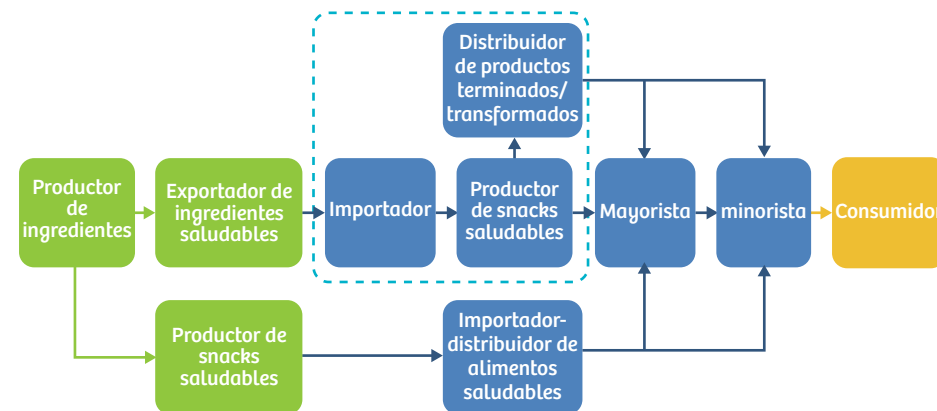 Distribuidor
de productos
terminados/
transformados
Productor
de
ingredientes
Exportador de
ingredientes
saludables
Importador
Productor
de snacks
saludables
Mayorista
minorista
Consumidor
Productor de
snacks
saludables
Importador-
distribuidor de
alimentos
saludables